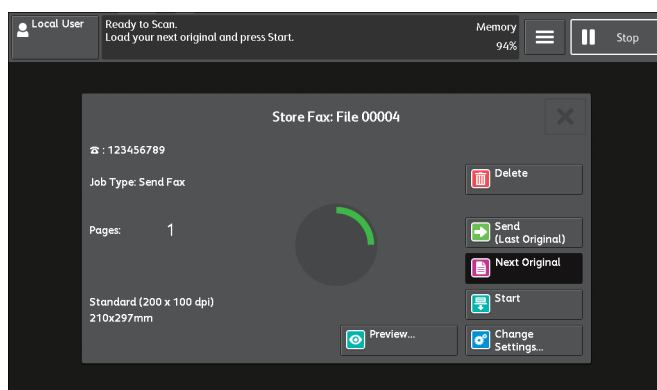 Local User
Ready to Scan.
Load your next original and press Start.
Memory
94%
Stop
Store Fax: File 00004
☎ : 123456789
Job Type: Send Fax
Pages: 1
Standard (200 x 100 dpi)
210x297mm
Delete
Send
(Last Original)
Next Original
Start
Preview...
Change
Settings...